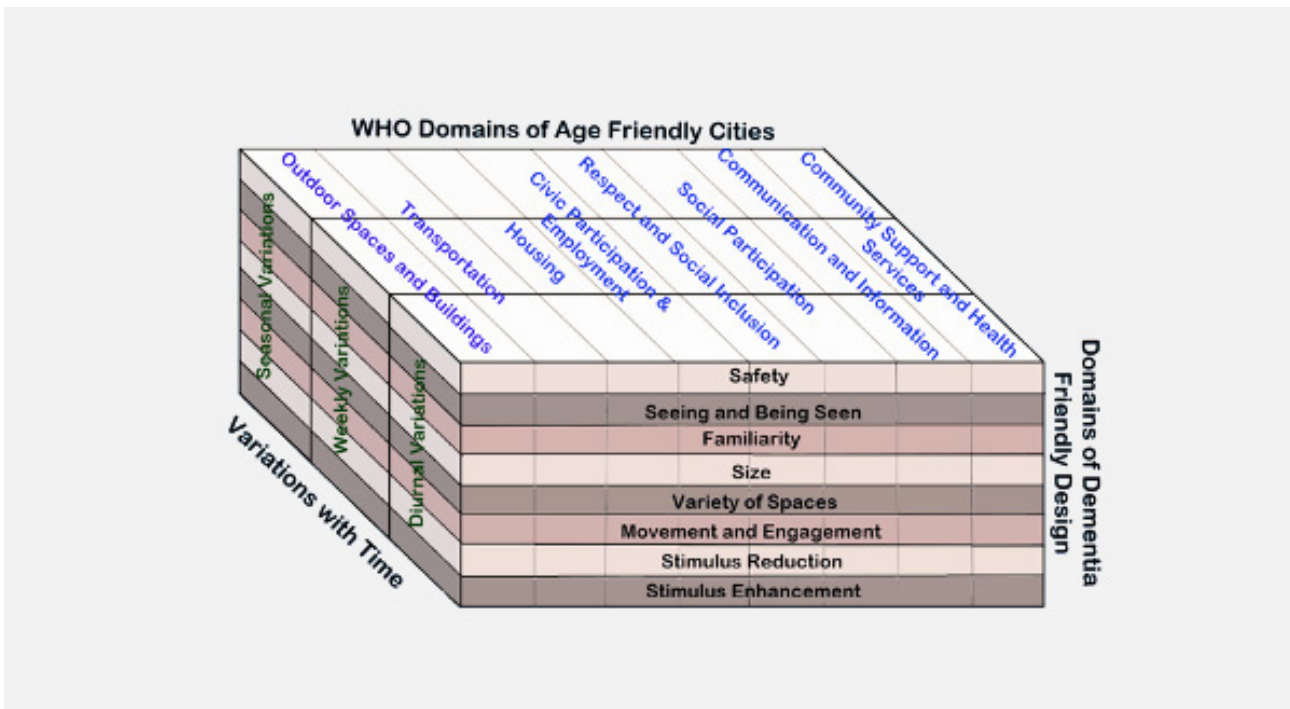 WHO Domains of Age Friendly Cities
Outdoor Spaces and Buildings
Transportation
Housing
Civic Participation &
Employment
Respect and Social Inclusion
Social Participation
Communication and Information
Community Support and Health
Services
Seasonal Variations
Weekly Variations
Diurnal Variations
Variations with Time
Safety
Seeing and Being Seen
Familiarity
Size
Variety of Spaces
Movement and Engagement
Stimulus Reduction
Stimulus Enhancement
Domains of Dementia
Friendly Design